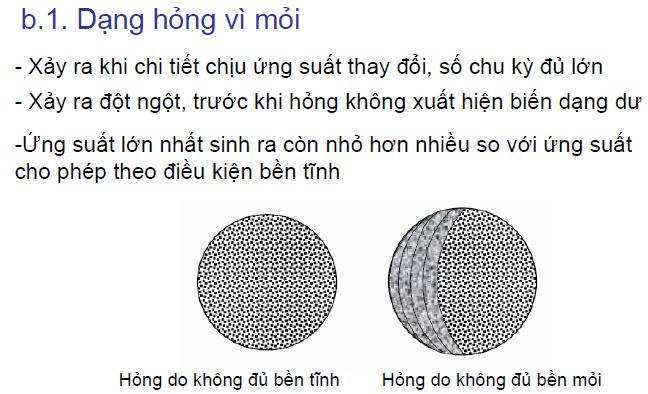 b.1. Dạng hỏng vì mỏi
- Xảy ra khi chi tiết chịu ứng suất thay đổi, số chu kỳ đủ lớn
- Xảy ra đột ngột, trước khi hỏng không xuất hiện biến dạng dư
-Ứng suất lớn nhất sinh ra còn nhỏ hơn nhiều so với ứng suất
cho phép theo điều kiện bền tĩnh
Hỏng do không đủ bền tĩnh
Hỏng do không đủ bền mỏi